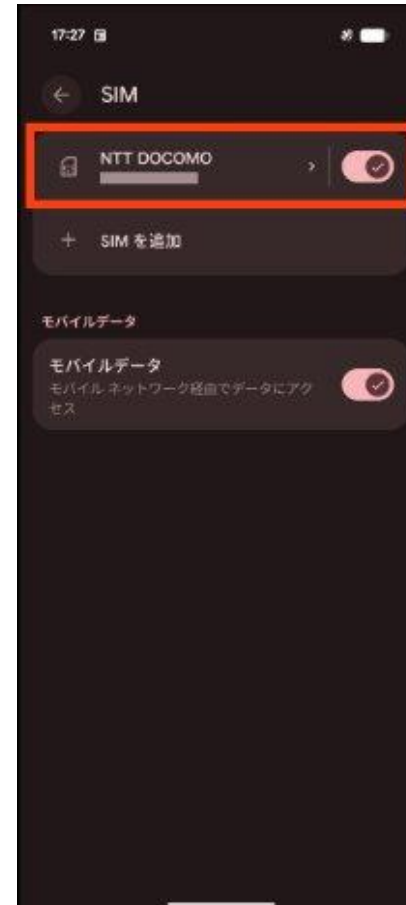 17:27
SIM
NTT DOCOMO
SIM を追加
モバイルデータ
モバイルデータ
モバイル ネットワーク経由でデータにアク
セス